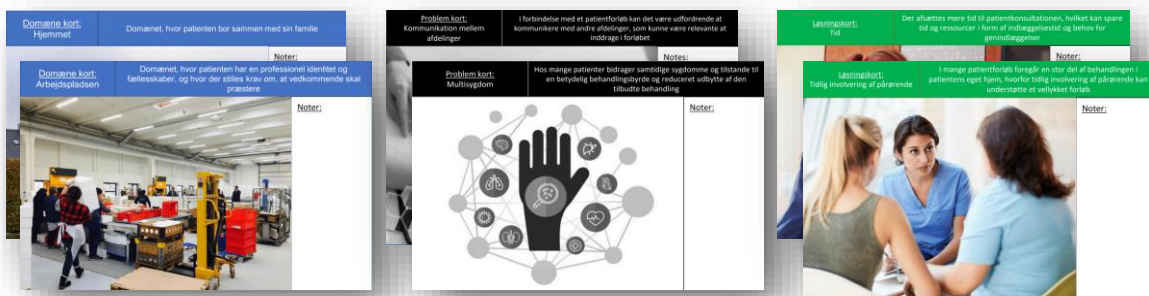 Domæne kort:
Hjemmet
Domænet, hvor patienten bor sammen med sin familie
Noter:
Domæne kort:
Arbejdspladsen
Domænet, hvor patienten har en professionel identitet og
fællesskaber, og hvor der stilles krav om, at vedkommende skal
præstere
Noter:
Problem kort:
Kommunikation mellem
afdelinger
I forbindelse med et patientforløb kan det være udfordrende at
kommunikere med andre afdelinger, som kunne være relevante at
inddrage i forløbet
Notes:
Problem kort:
Multisygdom
Hos mange patienter bidrager samtidige sygdomme og tilstande til
en betydelig behandlingsbyrde og reduceret udbytte af den
tilbudte behandling
Noter:
Løsningskort:
Tid
Der afsættes mere tid til patientkonsultationen, hvilket kan spare
tid og ressourcer i form af indlæggelsestid og behov for
genindlæggelser
Noter:
Løsningskort:
Tidlig involvering af pårørende
I mange patientforløb foregår en stor del af behandlingen i
patientens eget hjem, hvorfor tidlig involvering af pårørende kan
understøtte et vellykket forløb
Noter: